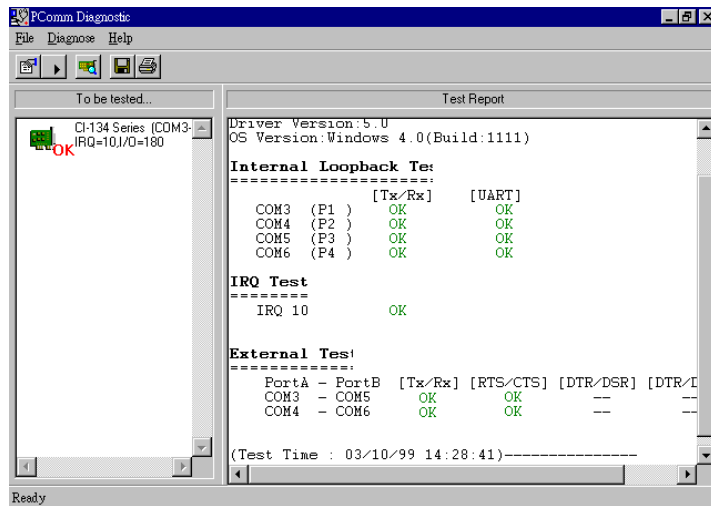 PComm Diagnostic
File Diagnose Help
To be tested...
Test Report
CI-134 Series (COM3-
IRQ=10,I/O=180
OK
Driver Version:5.0
OS Version:Windows 4.0(Build:1111)
Internal Loopback Tes
=====================
[Tx/Rx] [UART]
COM3 (P1 ) OK OK
COM4 (P2 ) OK OK
COM5 (P3 ) OK OK
COM6 (P4 ) OK OK
IRQ Test
========
IRQ 10 OK
External Test
=============
PortA - PortB [Tx/Rx] [RTS/CTS] [DTR/DSR] [DTR/D
COM3 - COM5 OK OK -- --
COM4 - COM6 OK OK -- --
(Test Time : 03/10/99 14:28:41)---------------
Ready